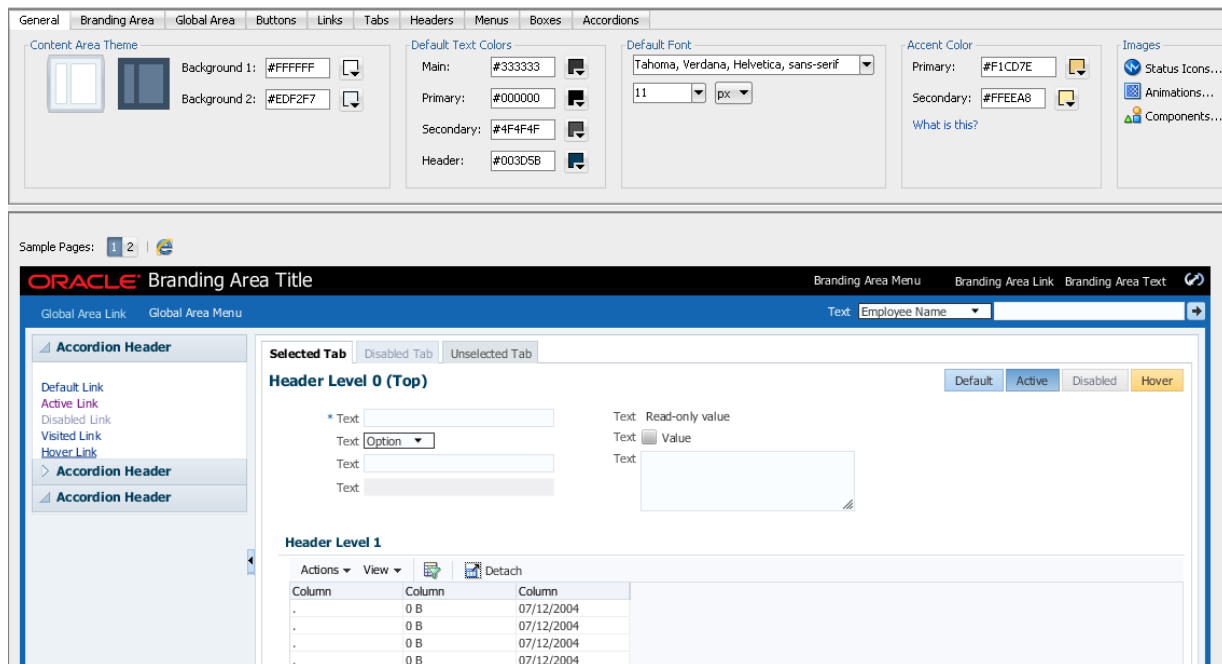 General Branding Area Global Area Buttons Links Tabs Headers Menus Boxes Accordions
Content Area Theme
Background 1: #FFFFFF
Background 2: #EDF2F7
Default Text Colors
Main: #333333
Primary: #000000
Secondary: #4F4F4F
Header: #003D5B
Default Font
Tahoma, Verdana, Helvetica, sans-serif
11 px
Accent Color
Primary: #F1CD7E
Secondary: #FFEEA8
What is this?
Images
Status Icons...
Animations...
Components...
Sample Pages: 1 2
ORACLE Branding Area Title Branding Area Menu Branding Area Link Branding Area Text
Global Area Link Global Area Menu Text Employee Name
Accordion Header
Default Link
Active Link
Disabled Link
Visited Link
Hover Link
Accordion Header
Accordion Header
Selected Tab Disabled Tab Unselected Tab
Header Level 0 (Top) Default Active Disabled Hover
* Text
Text Option
Text
Text
Text Read-only value
Text Value
Text
Header Level 1
Actions View Detach
Column Column Column
. 0 B 07/12/2004
. 0 B 07/12/2004
. 0 B 07/12/2004
. 0 B 07/12/2004